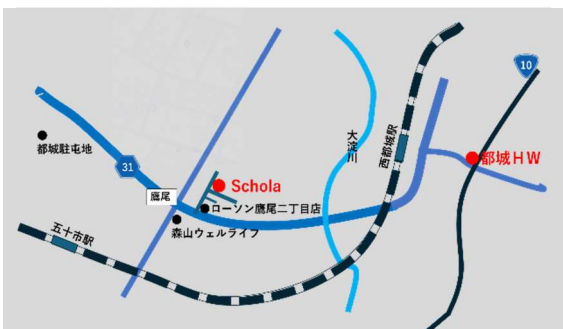 10
大淀川
西都城駅
都城駐屯地
都城HW
31
Schola
鷹尾
ローソン鷹尾二丁目店
森山ウェルライフ
五十市駅